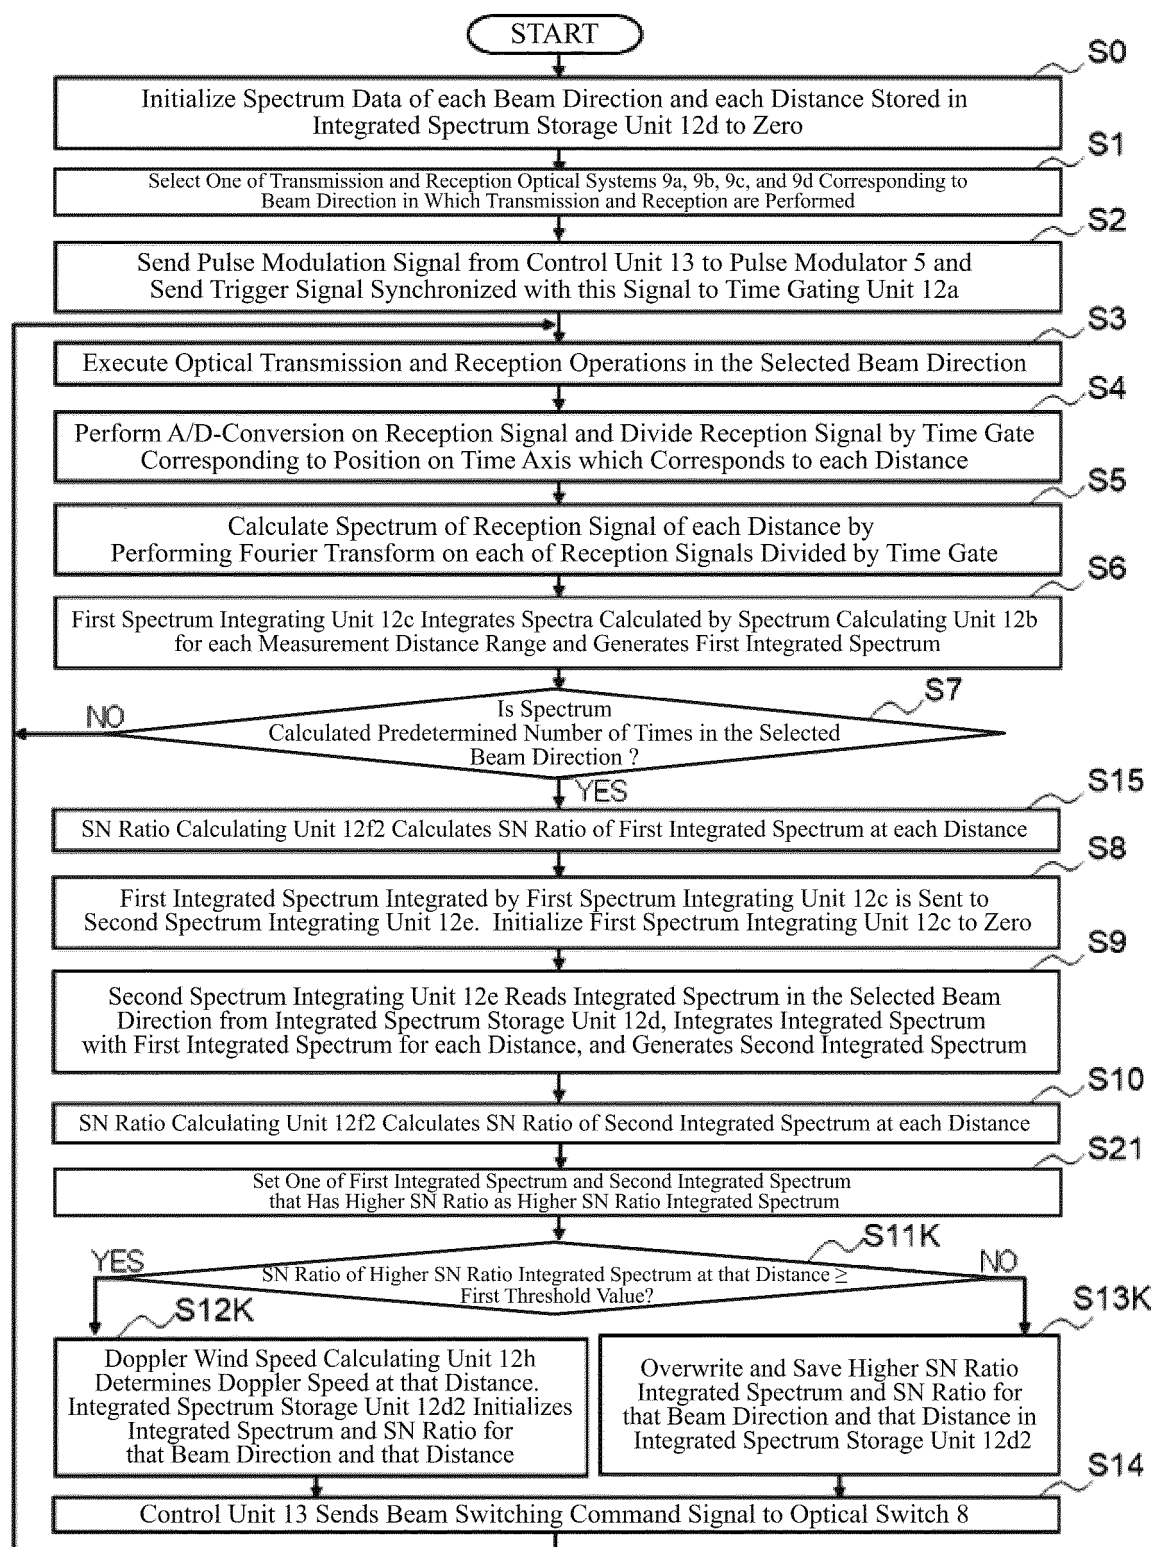 START
S0
Initialize Spectrum Data of each Beam Direction and each Distance Stored in
Integrated Spectrum Storage Unit 12d to Zero
S1
Select One of Transmission and Reception Optical Systems 9a, 9b, 9c, and 9d Corresponding to
Beam Direction in Which Transmission and Reception are Performed
S2
Send Pulse Modulation Signal from Control Unit 13 to Pulse Modulator 5 and
Send Trigger Signal Synchronized with this Signal to Time Gating Unit 12a
S3
Execute Optical Transmission and Reception Operations in the Selected Beam Direction
S4
Perform A/D-Conversion on Reception Signal and Divide Reception Signal by Time Gate
Corresponding to Position on Time Axis which Corresponds to each Distance
S5
Calculate Spectrum of Reception Signal of each Distance by
Performing Fourier Transform on each of Reception Signals Divided by Time Gate
S6
First Spectrum Integrating Unit 12c Integrates Spectra Calculated by Spectrum Calculating Unit 12b
for each Measurement Distance Range and Generates First Integrated Spectrum
S7
NO
Is Spectrum
Calculated Predetermined Number of Times in the Selected
Beam Direction ?
YES
S15
SN Ratio Calculating Unit 12f2 Calculates SN Ratio of First Integrated Spectrum at each Distance
S8
First Integrated Spectrum Integrated by First Spectrum Integrating Unit 12c is Sent to
Second Spectrum Integrating Unit 12e. Initialize First Spectrum Integrating Unit 12c to Zero
S9
Second Spectrum Integrating Unit 12e Reads Integrated Spectrum in the Selected Beam
Direction from Integrated Spectrum Storage Unit 12d, Integrates Integrated Spectrum
with First Integrated Spectrum for each Distance, and Generates Second Integrated Spectrum
S10
SN Ratio Calculating Unit 12f2 Calculates SN Ratio of Second Integrated Spectrum at each Distance
S21
Set One of First Integrated Spectrum and Second Integrated Spectrum
that Has Higher SN Ratio as Higher SN Ratio Integrated Spectrum
S11K
YES
NO
SN Ratio of Higher SN Ratio Integrated Spectrum at that Distance ≥
First Threshold Value?
S12K
Doppler Wind Speed Calculating Unit 12h
Determines Doppler Speed at that Distance.
Integrated Spectrum Storage Unit 12d2 Initializes
Integrated Spectrum and SN Ratio for
that Beam Direction and that Distance
S13K
Overwrite and Save Higher SN Ratio
Integrated Spectrum and SN Ratio for
that Beam Direction and that Distance in
Integrated Spectrum Storage Unit 12d2
S14
Control Unit 13 Sends Beam Switching Command Signal to Optical Switch 8